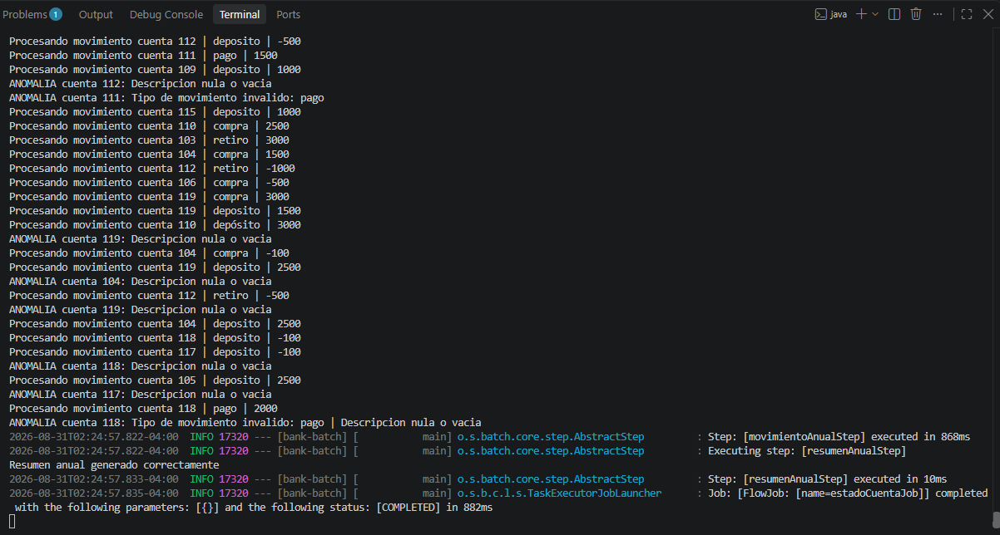 Problems 1 Output Debug Console Terminal Ports java
Procesando movimiento cuenta 112 | deposito | -500
Procesando movimiento cuenta 111 | pago | 1500
Procesando movimiento cuenta 109 | deposito | 1000
ANOMALIA cuenta 112: Descripcion nula o vacia
ANOMALIA cuenta 111: Tipo de movimiento invalido: pago
Procesando movimiento cuenta 115 | deposito | 1000
Procesando movimiento cuenta 110 | compra | 2500
Procesando movimiento cuenta 103 | retiro | 3000
Procesando movimiento cuenta 104 | compra | 1500
Procesando movimiento cuenta 112 | retiro | -1000
Procesando movimiento cuenta 106 | compra | -500
Procesando movimiento cuenta 119 | compra | 3000
Procesando movimiento cuenta 119 | deposito | 1500
Procesando movimiento cuenta 110 | depósito | 3000
ANOMALIA cuenta 119: Descripcion nula o vacia
Procesando movimiento cuenta 104 | compra | -100
Procesando movimiento cuenta 119 | deposito | 2500
ANOMALIA cuenta 104: Descripcion nula o vacia
Procesando movimiento cuenta 112 | retiro | -500
ANOMALIA cuenta 119: Descripcion nula o vacia
Procesando movimiento cuenta 104 | deposito | 2500
Procesando movimiento cuenta 118 | deposito | -100
Procesando movimiento cuenta 117 | deposito | -100
ANOMALIA cuenta 118: Descripcion nula o vacia
Procesando movimiento cuenta 105 | deposito | 2500
ANOMALIA cuenta 117: Descripcion nula o vacia
Procesando movimiento cuenta 118 | pago | 2000
ANOMALIA cuenta 118: Tipo de movimiento invalido: pago | Descripcion nula o vacia
2026-08-31T02:24:57.822-04:00 INFO 17320 --- [bank-batch] [ main] o.s.batch.core.step.AbstractStep : Step: [movimientoAnualStep] executed in 868ms
2026-08-31T02:24:57.822-04:00 INFO 17320 --- [bank-batch] [ main] o.s.batch.core.step.AbstractStep : Executing step: [resumenAnualStep]
Resumen anual generado correctamente
2026-08-31T02:24:57.833-04:00 INFO 17320 --- [bank-batch] [ main] o.s.batch.core.step.AbstractStep : Step: [resumenAnualStep] executed in 10ms
2026-08-31T02:24:57.835-04:00 INFO 17320 --- [bank-batch] [ main] o.s.b.c.l.s.TaskExecutorJobLauncher : Job: [FlowJob: [name=estadoCuentaJob]] completed
with the following parameters: [{}] and the following status: [COMPLETED] in 882ms